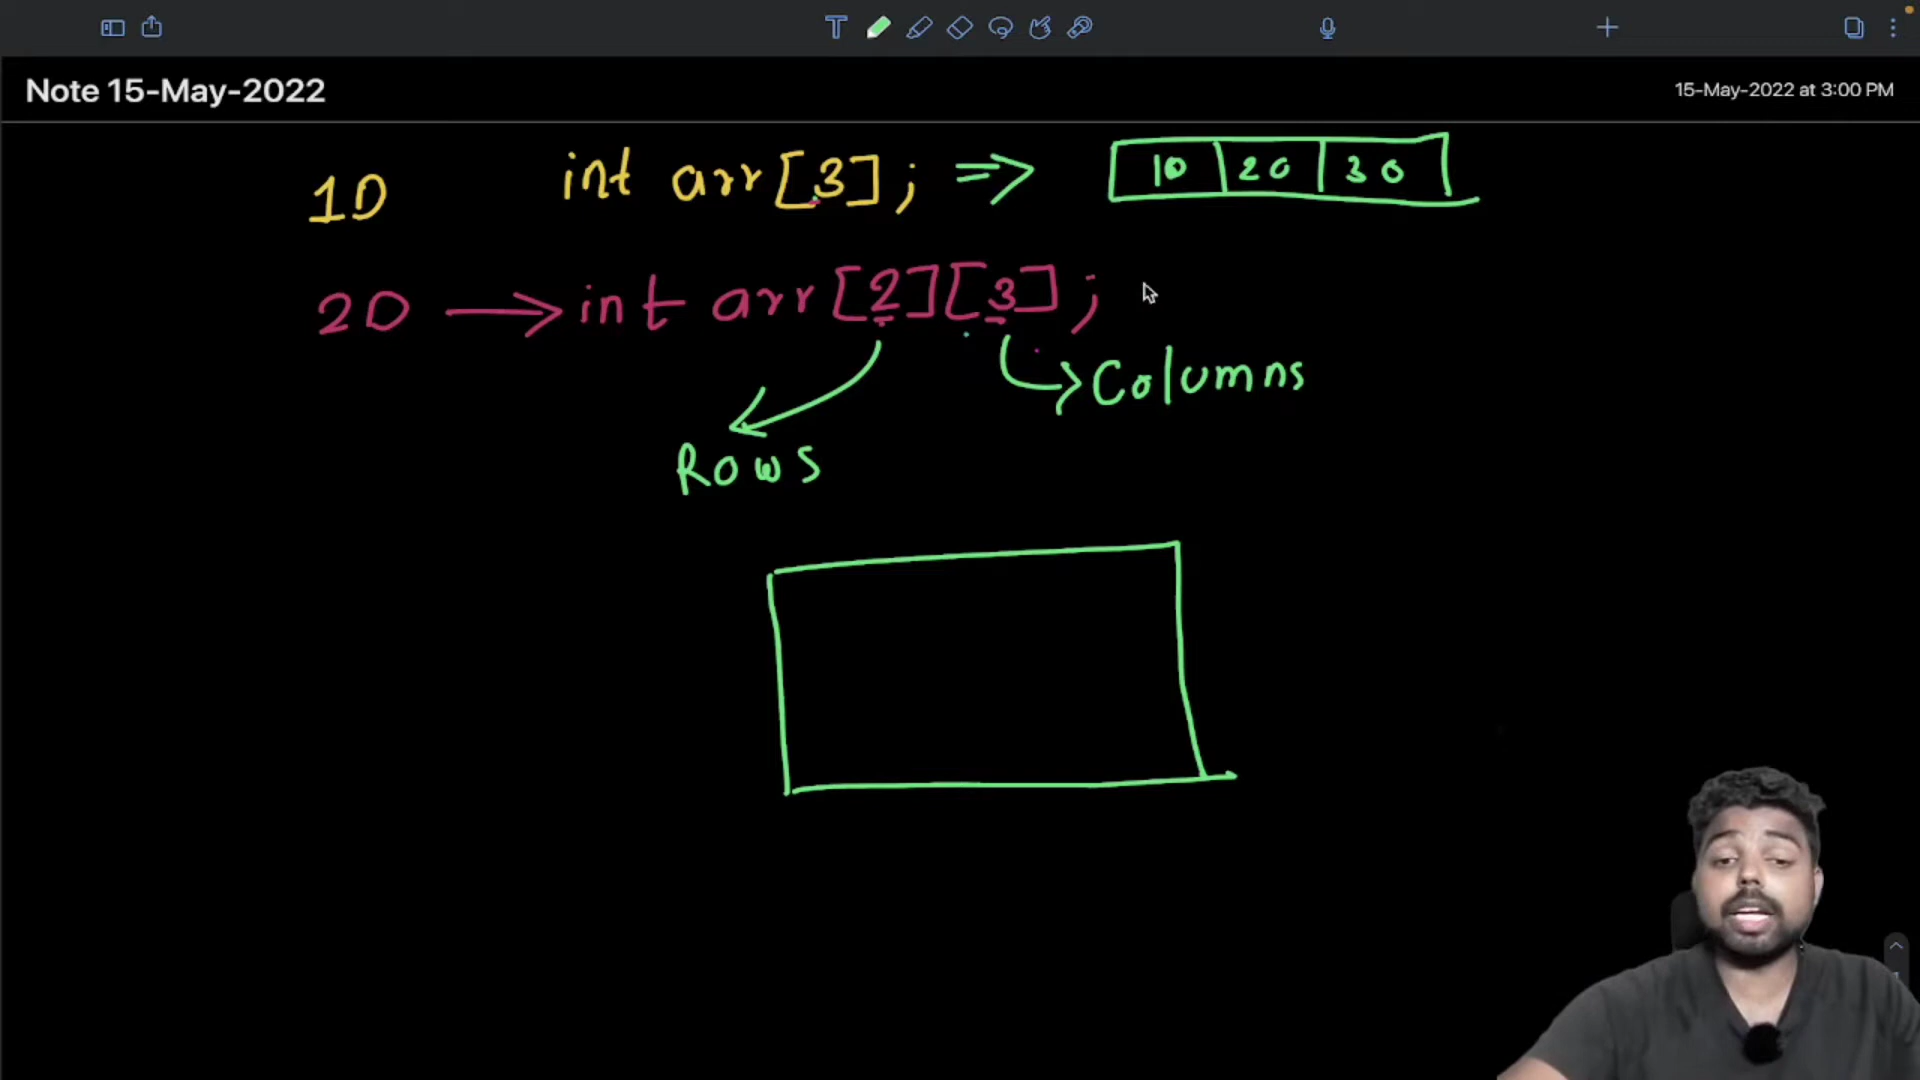 Note 15-May-2022
15-May-2022 at 3:00 PM
1D int arr[3]; => 10 20 30
2D → int arr[2][3];
Columns
Rows